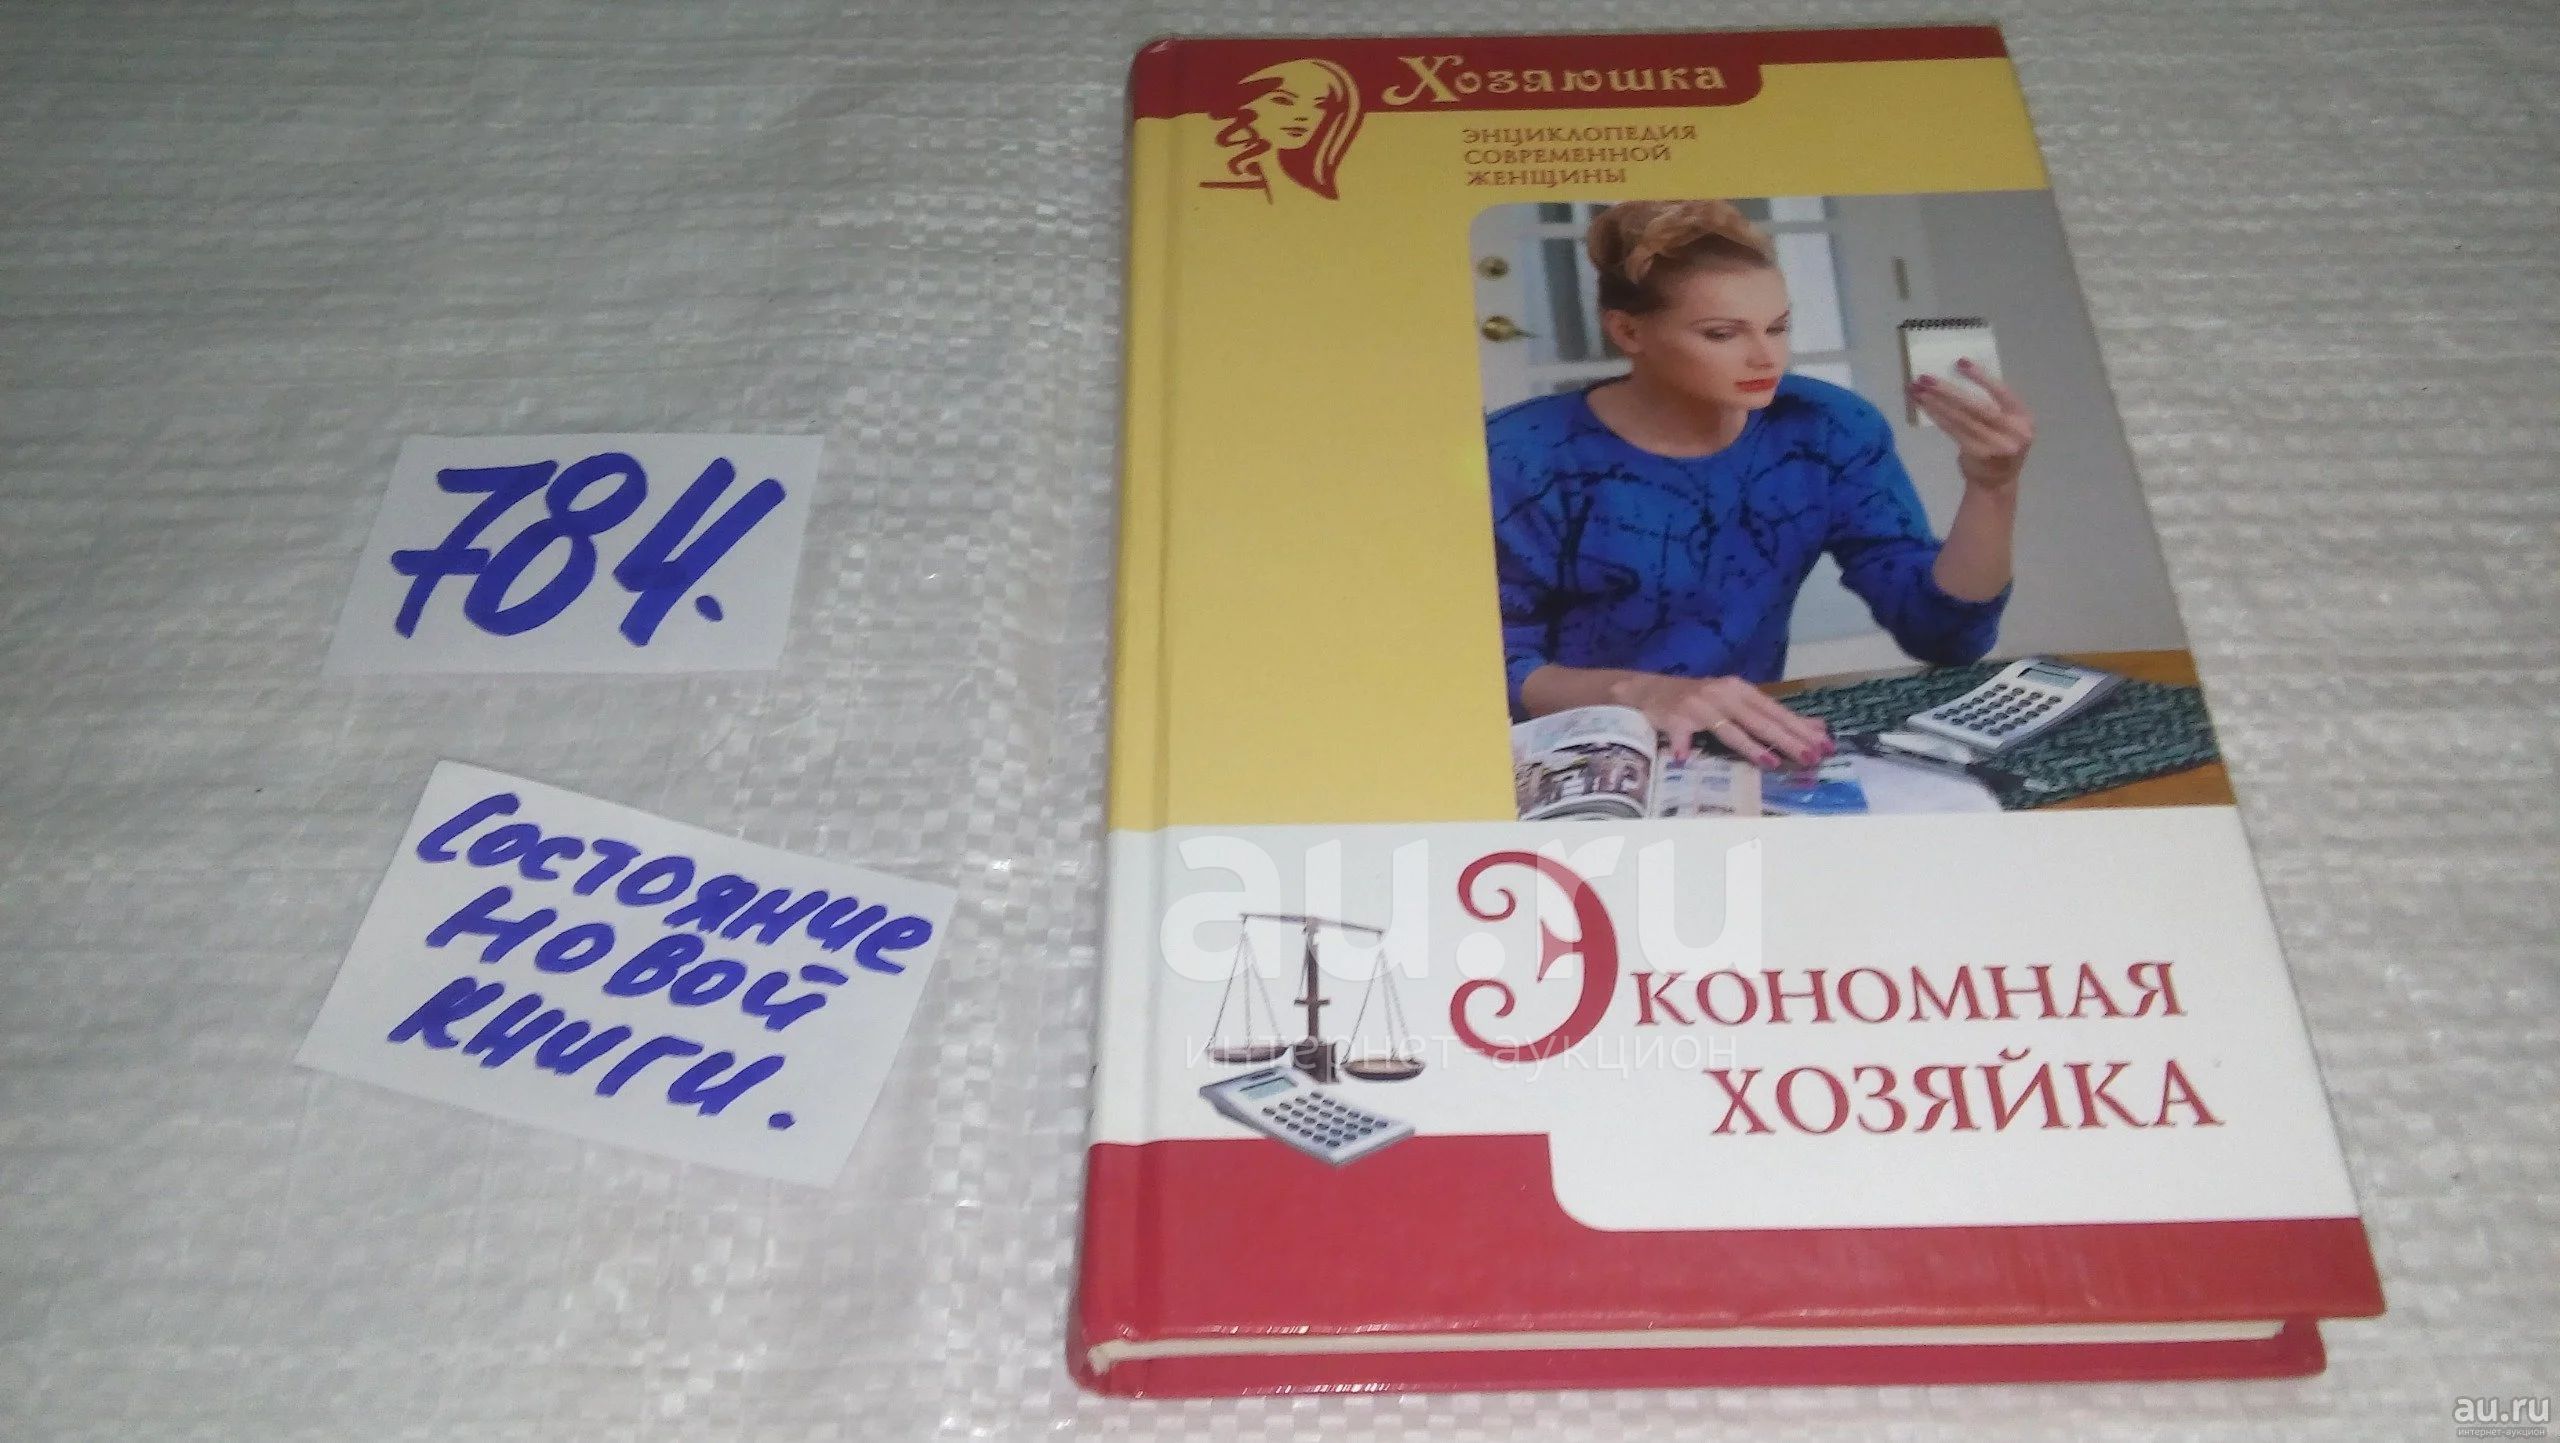 784.
Состояние
новой
книги.
Хозяюшка
ЭНЦИКЛОПЕДИЯ
СОВРЕМЕННОЙ
ЖЕНЩИНЫ
ЭКОНОМНАЯ
ХОЗЯЙКА
au.ru
интернет-аукцион
au.ru
интернет-аукцион